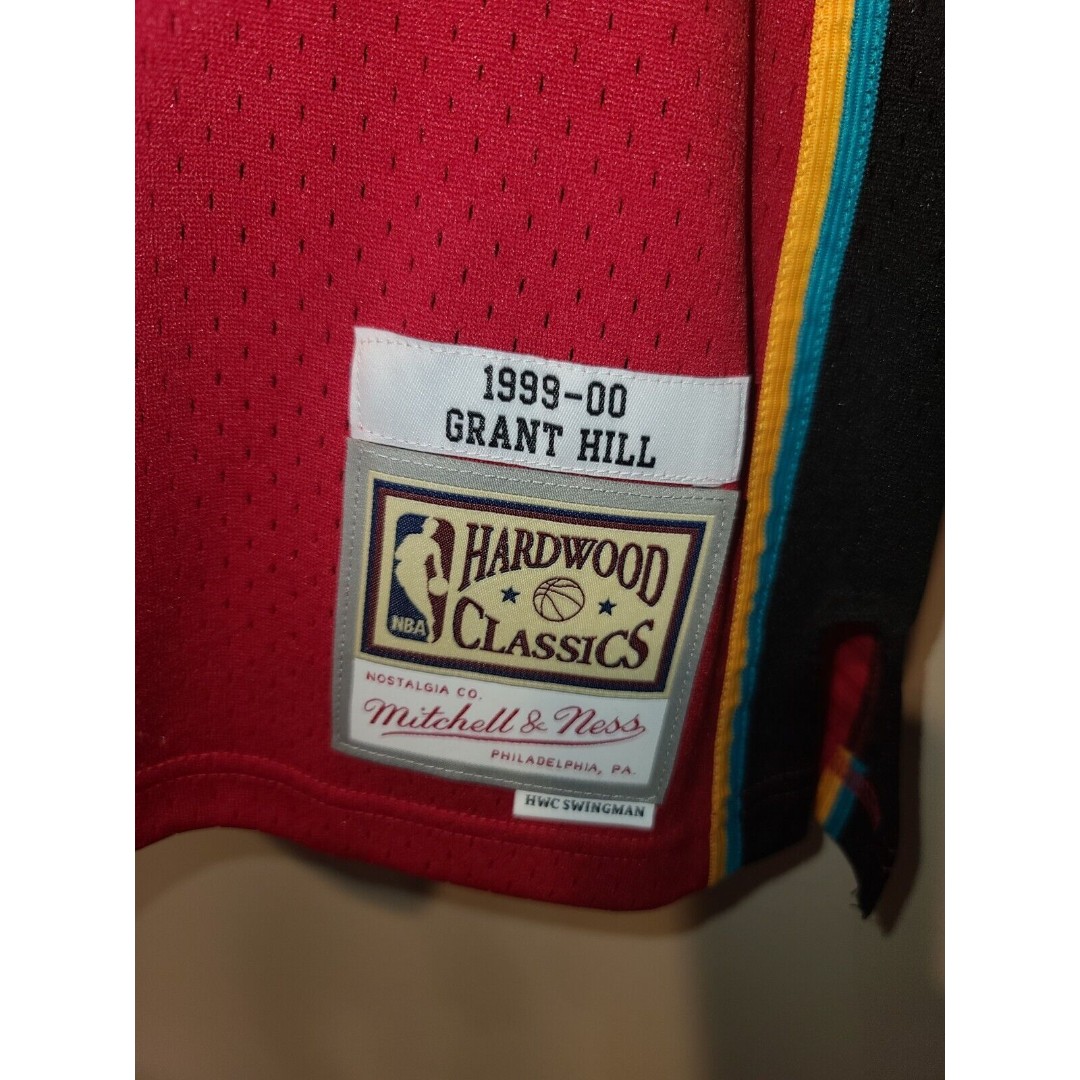 1999-00
GRANT HILL
HARDWOOD
NBA
CLASSICS
NOSTALGIA CO.
Mitchell & Ness
PHILADELPHIA, PA.
HWC SWINGMAN